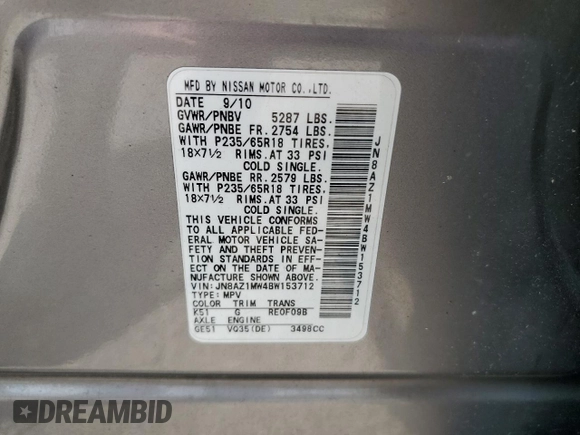 MFD BY NISSAN MOTOR CO.,LTD.
DATE 9/10
GVWR/PNBV 5287 LBS.
GAWR/PNBE FR. 2754 LBS.
WITH P235/65R18 TIRES.
18×7½ RIMS.AT 33 PSI
COLD SINGLE.
GAWR/PNBE RR. 2579 LBS.
WITH P235/65R18 TIRES.
18×7½ RIMS.AT 33 PSI
COLD SINGLE.
THIS VEHICLE CONFORMS
TO ALL APPLICABLE FED-
ERAL MOTOR VEHICLE SA-
FETY AND THEFT PREVEN-
TION STANDARDS IN EFF-
ECT ON THE DATE OF MA-
NUFACTURE SHOWN ABOVE.
VIN:JN8AZ1MW4BW153712
TYPE:MPV
COLOR TRIM TRANS
K51 G RE0F09B
AXLE ENGINE
GE51 VQ35(DE) 3498CC
JN8AZ1MW4BW153712
DREAMBID